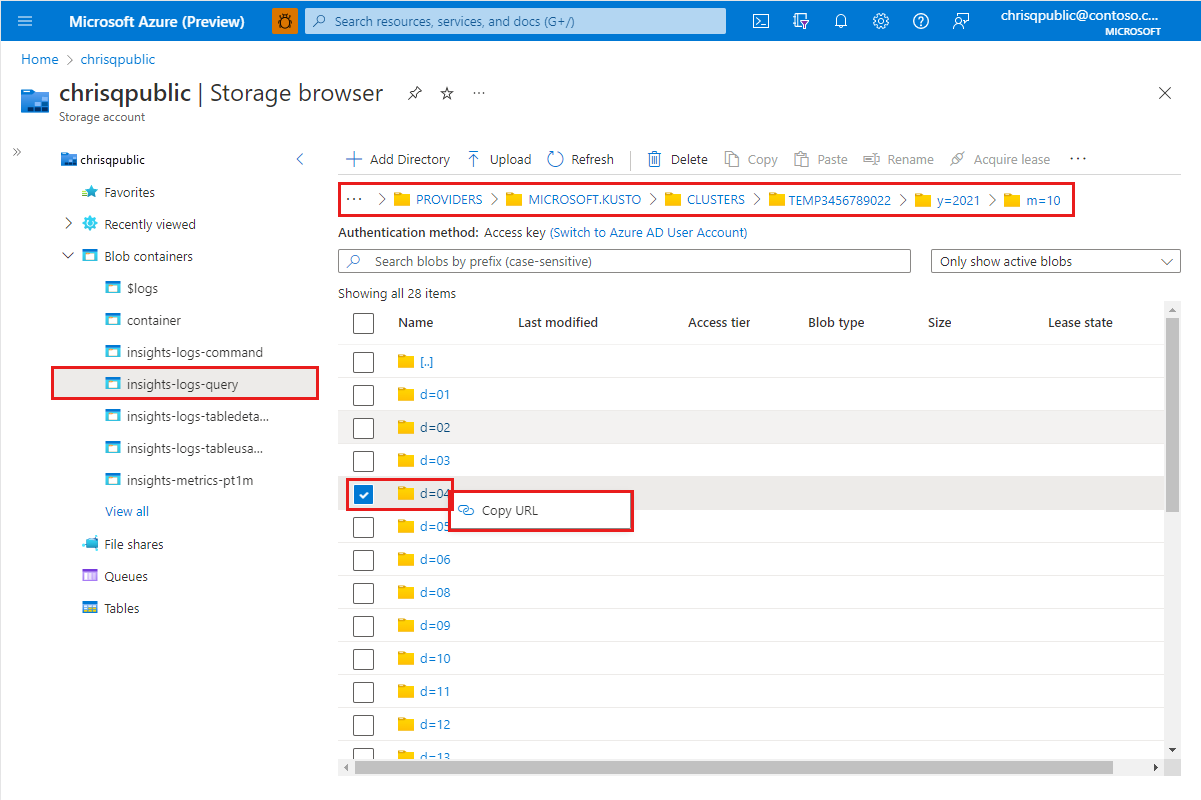 Microsoft Azure (Preview)
Search resources, services, and docs (G+/)
chrisqpublic@contoso.c...
MICROSOFT
Home > chrisqpublic
chrisqpublic | Storage browser
...
Storage account
chrisqpublic
Favorites
Recently viewed
Blob containers
$logs
container
insights-logs-command
insights-logs-query
insights-logs-tabledeta...
insights-logs-tableusa...
insights-metrics-pt1m
View all
File shares
Queues
Tables
Add Directory Upload Refresh Delete Copy Paste Rename Acquire lease ...
... > PROVIDERS > MICROSOFT.KUSTO > CLUSTERS > TEMP3456789022 > y=2021 > m=10
Authentication method: Access key (Switch to Azure AD User Account)
Search blobs by prefix (case-sensitive)
Only show active blobs
Showing all 28 items
Name Last modified Access tier Blob type Size Lease state
[..]
d=01
d=02
d=03
d=04
Copy URL
d=05
d=06
d=08
d=09
d=10
d=11
d=12
d=13